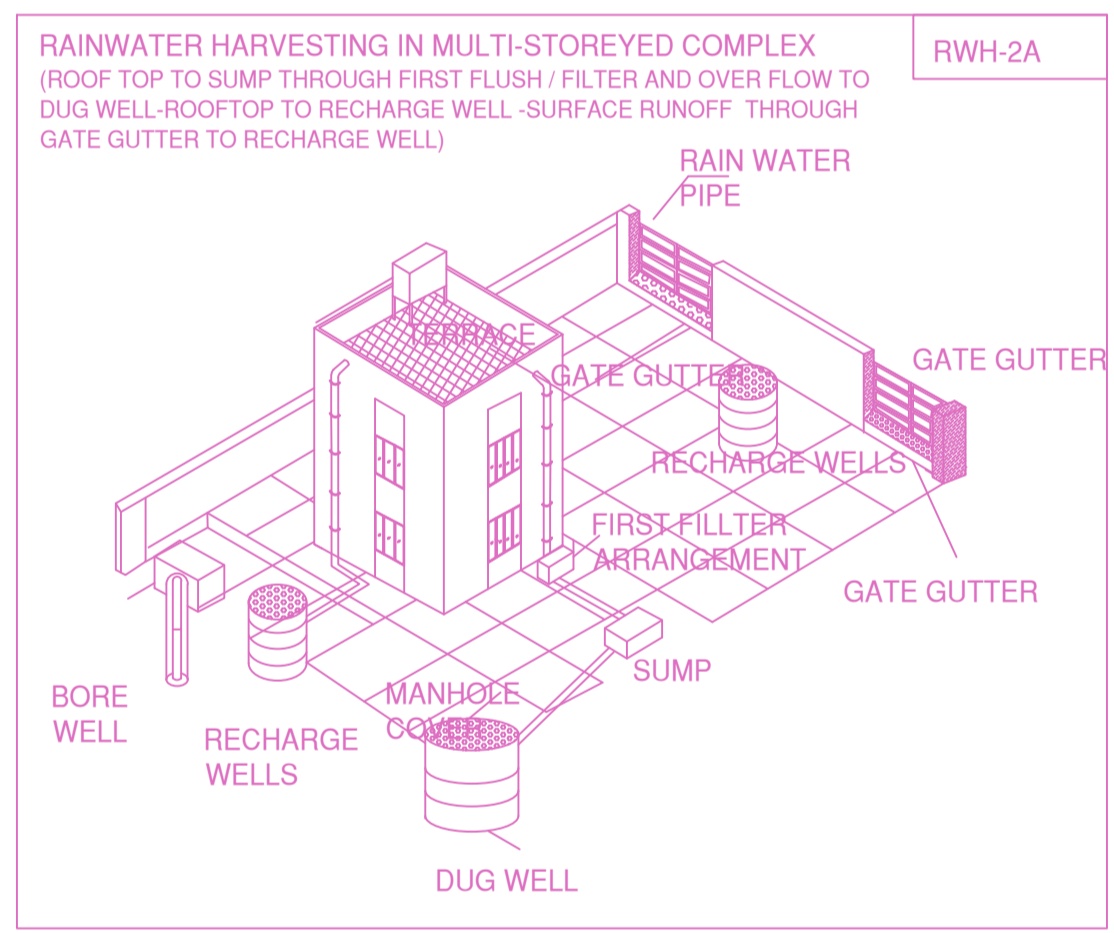 RAINWATER HARVESTING IN MULTI-STOREYED COMPLEX
RWH-2A
(ROOF TOP TO SUMP THROUGH FIRST FLUSH / FILTER AND OVER FLOW TO
DUG WELL-ROOFTOP TO RECHARGE WELL -SURFACE RUNOFF THROUGH
GATE GUTTER TO RECHARGE WELL)
RAIN WATER
PIPE
TERRACE
GATE GUTTER
GATE GUTTER
RECHARGE WELLS
FIRST FILLTER
ARRANGEMENT
GATE GUTTER
SUMP
BORE
WELL
MANHOLE
COVER
RECHARGE
WELLS
DUG WELL